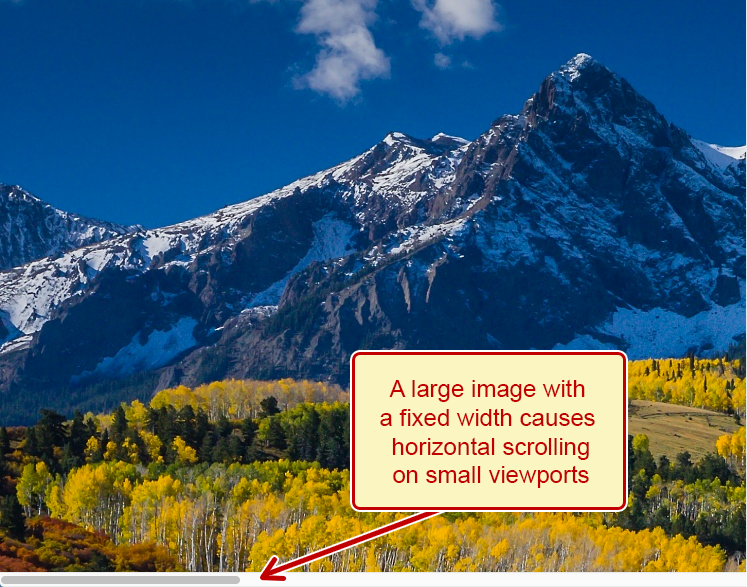 A large image with
a fixed width causes
horizontal scrolling
on small viewports